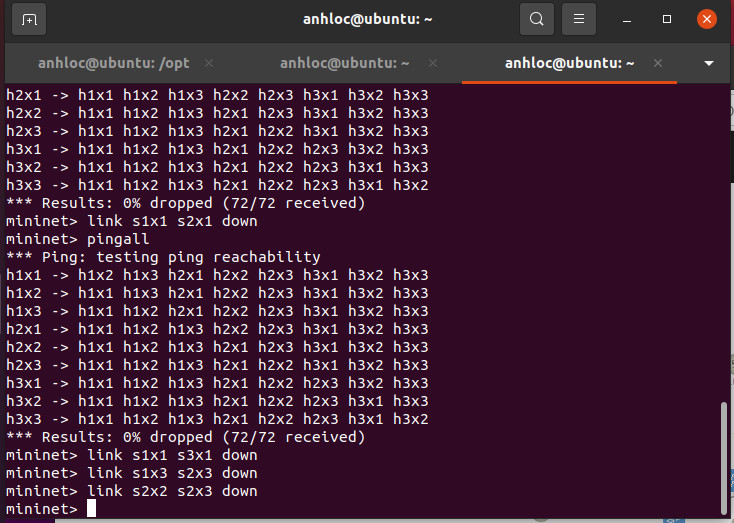 anhloc@ubuntu: ~
anhloc@ubuntu: /opt
anhloc@ubuntu: ~
anhloc@ubuntu: ~
h2x1 -> h1x1 h1x2 h1x3 h2x2 h2x3 h3x1 h3x2 h3x3
h2x2 -> h1x1 h1x2 h1x3 h2x1 h2x3 h3x1 h3x2 h3x3
h2x3 -> h1x1 h1x2 h1x3 h2x1 h2x2 h3x1 h3x2 h3x3
h3x1 -> h1x1 h1x2 h1x3 h2x1 h2x2 h2x3 h3x2 h3x3
h3x2 -> h1x1 h1x2 h1x3 h2x1 h2x2 h2x3 h3x1 h3x3
h3x3 -> h1x1 h1x2 h1x3 h2x1 h2x2 h2x3 h3x1 h3x2
*** Results: 0% dropped (72/72 received)
mininet> link s1x1 s2x1 down
mininet> pingall
*** Ping: testing ping reachability
h1x1 -> h1x2 h1x3 h2x1 h2x2 h2x3 h3x1 h3x2 h3x3
h1x2 -> h1x1 h1x3 h2x1 h2x2 h2x3 h3x1 h3x2 h3x3
h1x3 -> h1x1 h1x2 h2x1 h2x2 h2x3 h3x1 h3x2 h3x3
h2x1 -> h1x1 h1x2 h1x3 h2x2 h2x3 h3x1 h3x2 h3x3
h2x2 -> h1x1 h1x2 h1x3 h2x1 h2x3 h3x1 h3x2 h3x3
h2x3 -> h1x1 h1x2 h1x3 h2x1 h2x2 h3x1 h3x2 h3x3
h3x1 -> h1x1 h1x2 h1x3 h2x1 h2x2 h2x3 h3x2 h3x3
h3x2 -> h1x1 h1x2 h1x3 h2x1 h2x2 h2x3 h3x1 h3x3
h3x3 -> h1x1 h1x2 h1x3 h2x1 h2x2 h2x3 h3x1 h3x2
*** Results: 0% dropped (72/72 received)
mininet> link s1x1 s3x1 down
mininet> link s1x3 s2x3 down
mininet> link s2x2 s2x3 down
mininet>